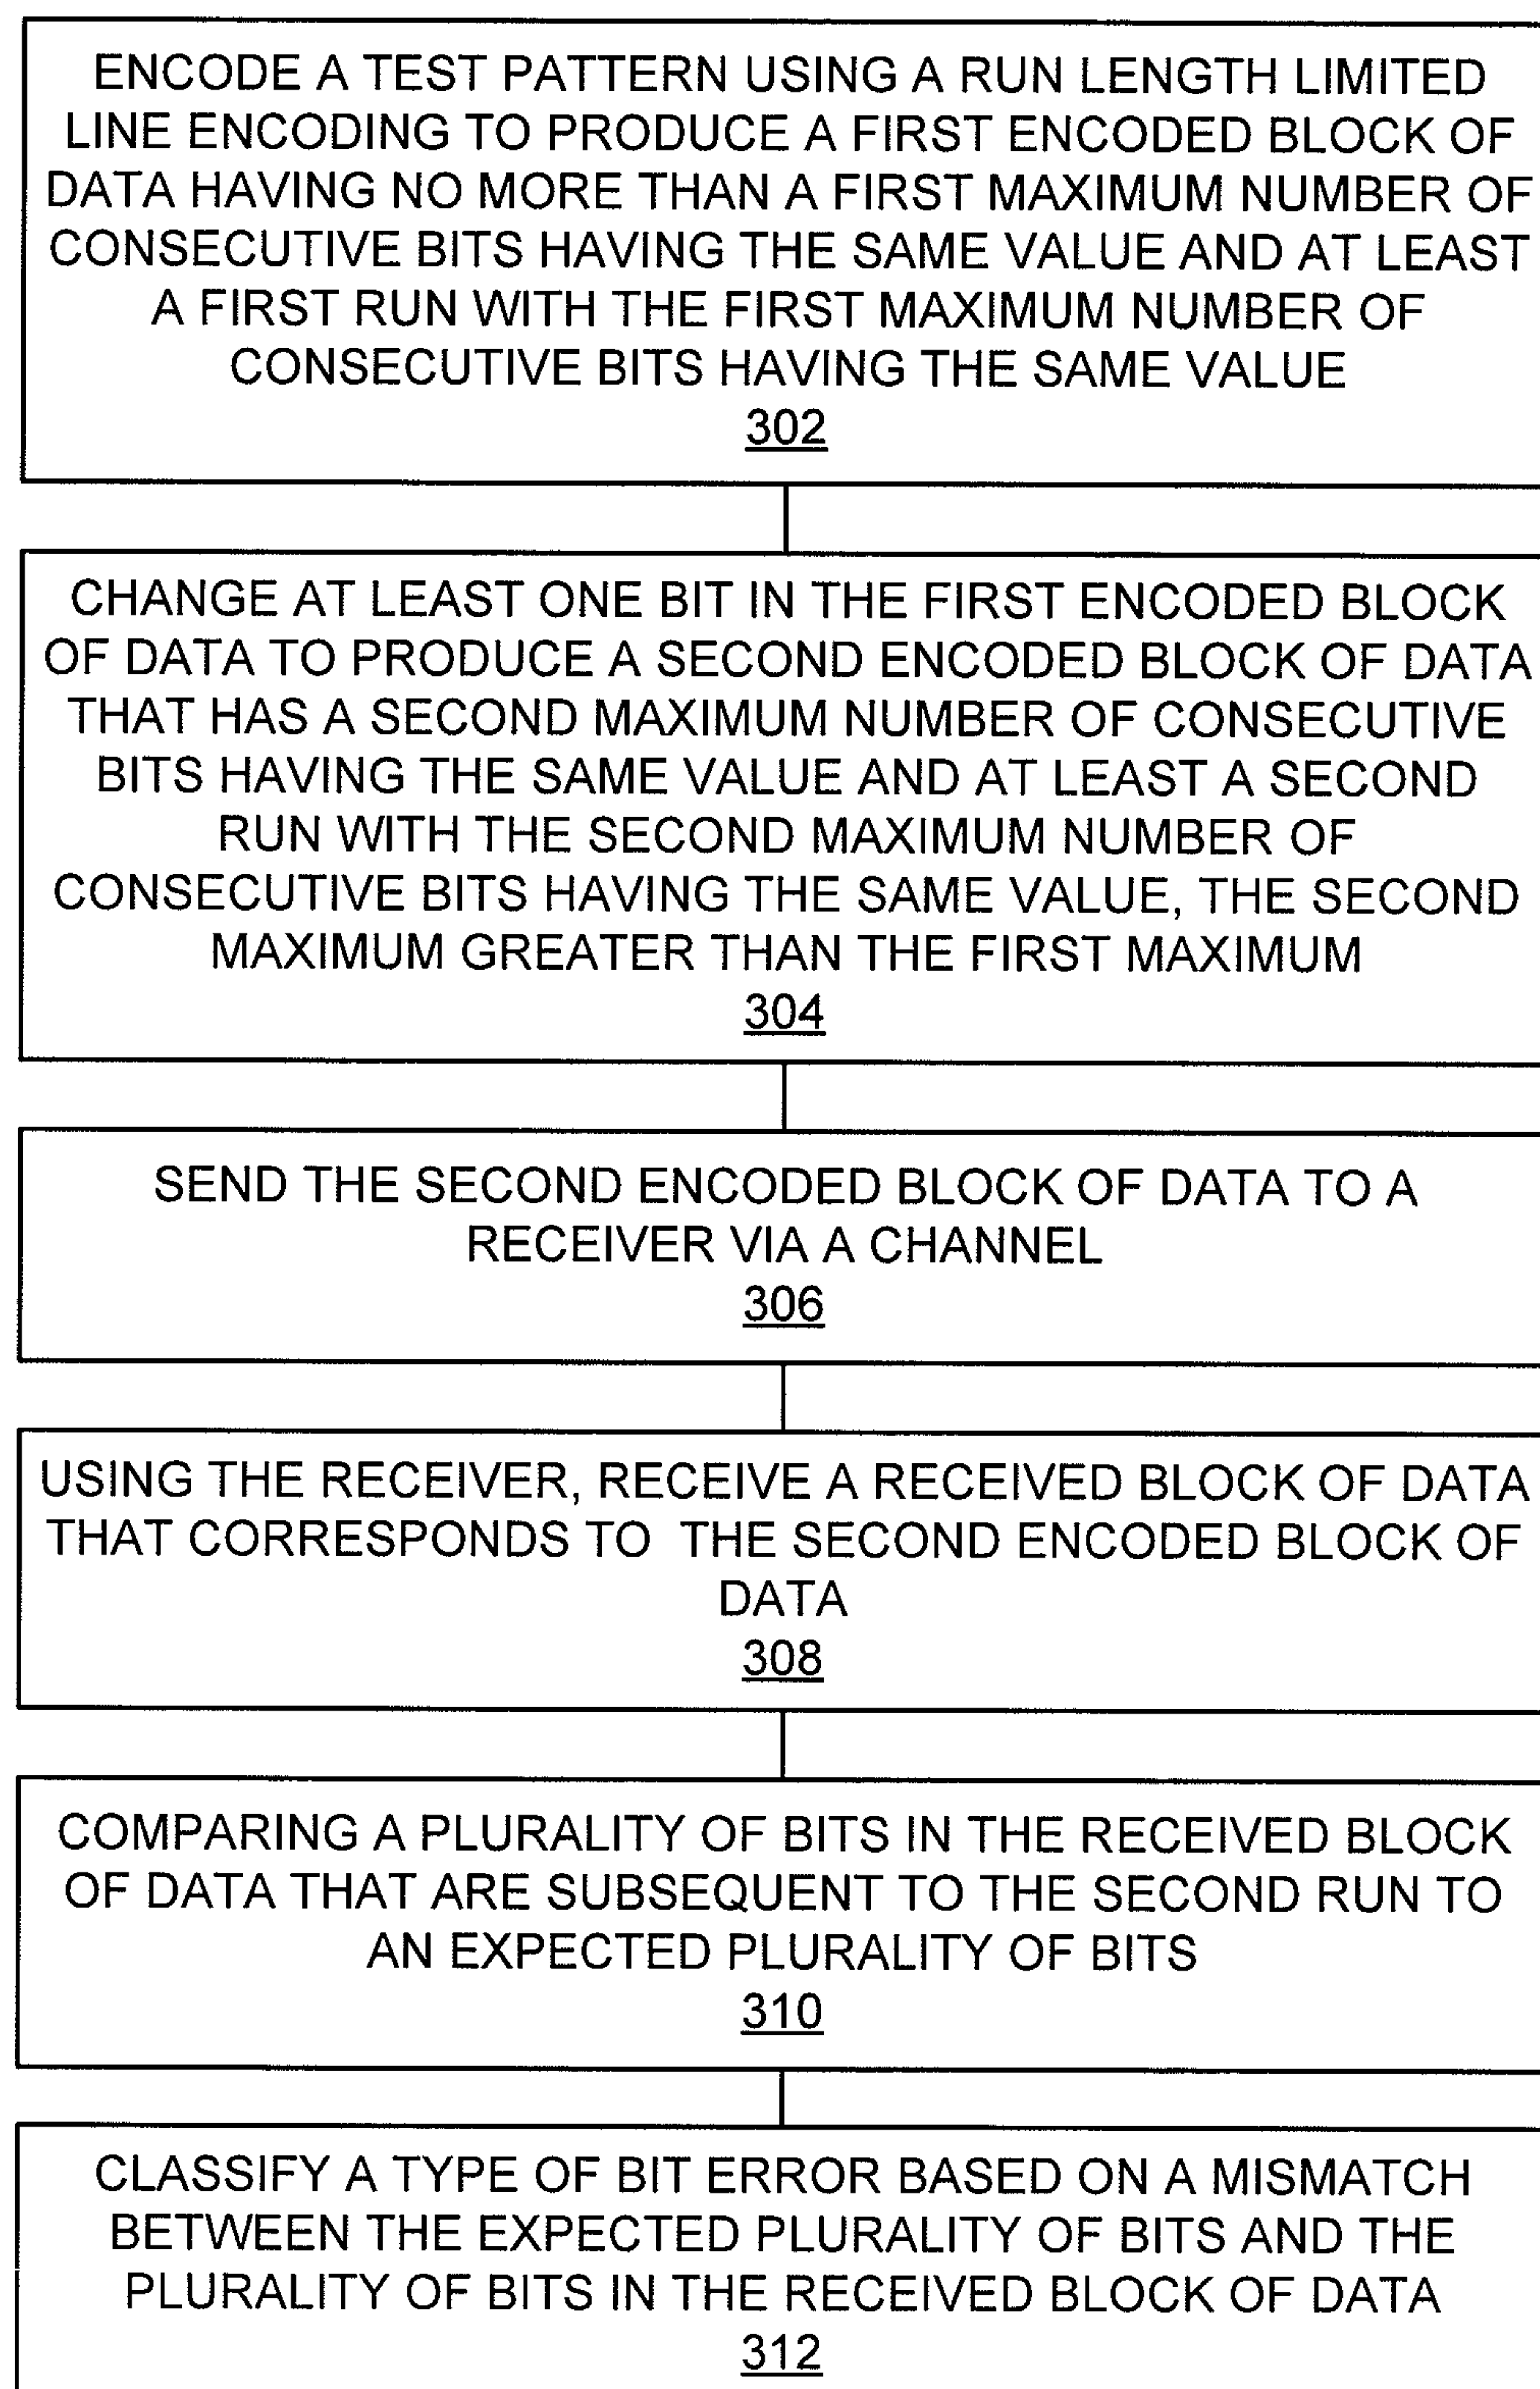 ENCODE A TEST PATTERN USING A RUN LENGTH LIMITED
LINE ENCODING TO PRODUCE A FIRST ENCODED BLOCK OF
DATA HAVING NO MORE THAN A FIRST MAXIMUM NUMBER OF
CONSECUTIVE BITS HAVING THE SAME VALUE AND AT LEAST
A FIRST RUN WITH THE FIRST MAXIMUM NUMBER OF
CONSECUTIVE BITS HAVING THE SAME VALUE
302
CHANGE AT LEAST ONE BIT IN THE FIRST ENCODED BLOCK
OF DATA TO PRODUCE A SECOND ENCODED BLOCK OF DATA
THAT HAS A SECOND MAXIMUM NUMBER OF CONSECUTIVE
BITS HAVING THE SAME VALUE AND AT LEAST A SECOND
RUN WITH THE SECOND MAXIMUM NUMBER OF
CONSECUTIVE BITS HAVING THE SAME VALUE, THE SECOND
MAXIMUM GREATER THAN THE FIRST MAXIMUM
304
SEND THE SECOND ENCODED BLOCK OF DATA TO A
RECEIVER VIA A CHANNEL
306
USING THE RECEIVER, RECEIVE A RECEIVED BLOCK OF DATA
THAT CORRESPONDS TO THE SECOND ENCODED BLOCK OF
DATA
308
COMPARING A PLURALITY OF BITS IN THE RECEIVED BLOCK
OF DATA THAT ARE SUBSEQUENT TO THE SECOND RUN TO
AN EXPECTED PLURALITY OF BITS
310
CLASSIFY A TYPE OF BIT ERROR BASED ON A MISMATCH
BETWEEN THE EXPECTED PLURALITY OF BITS AND THE
PLURALITY OF BITS IN THE RECEIVED BLOCK OF DATA
312